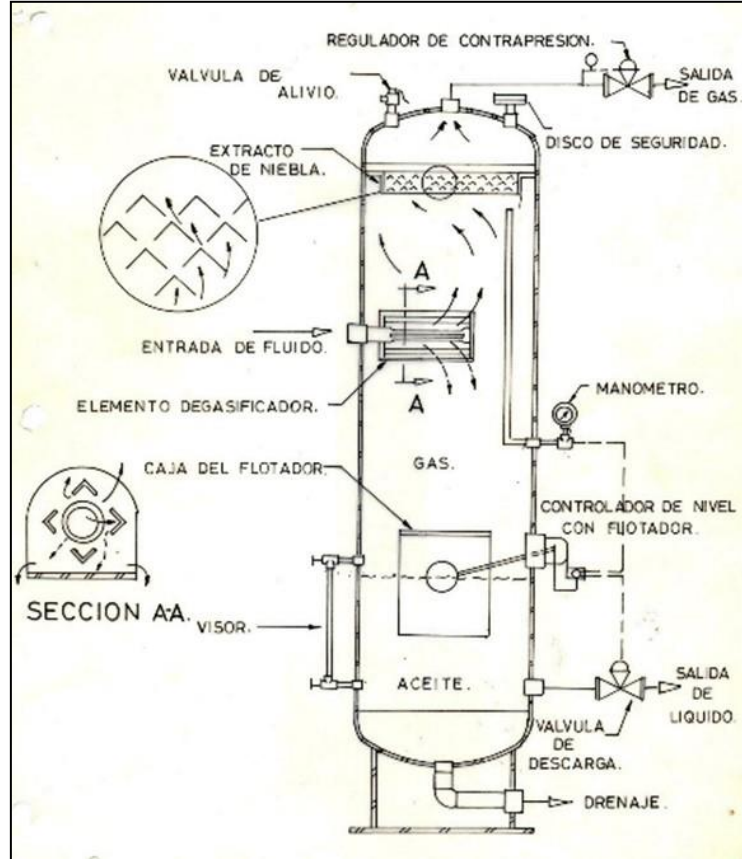 REGULADOR DE CONTRAPRESION.
VALVULA DE
ALIVIO.
SALIDA
DE GAS.
DISCO DE SEGURIDAD.
EXTRACTO
DE NIEBLA.
A
ENTRADA DE FLUIDO.
A
ELEMENTO DEGASIFICADOR.
MANOMETRO.
GAS.
CAJA DEL FLOTADOR.
CONTROLADOR DE NIVEL
CON FLOTADOR.
SECCION A-A.
VISOR.
ACEITE.
SALIDA
DE
LIQUIDO.
VALVULA
DE
DESCARGA.
DRENAJE.